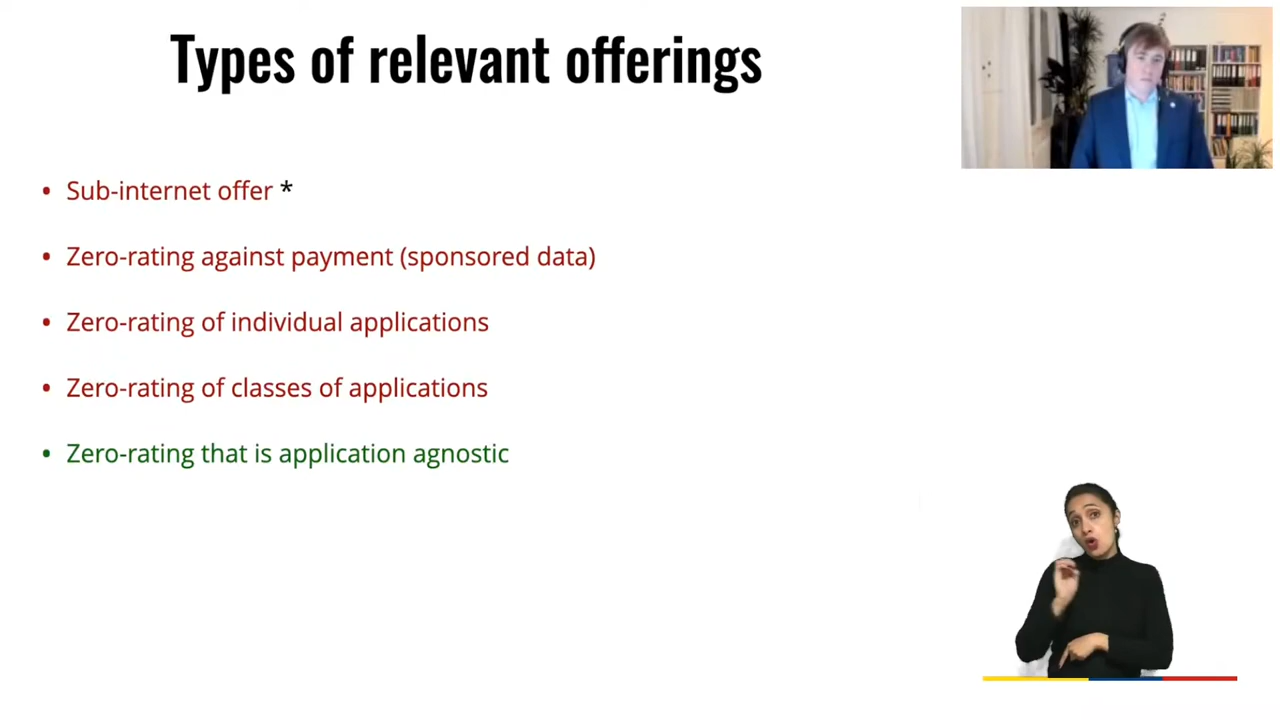 Types of relevant offerings
• Sub-internet offer *
• Zero-rating against payment (sponsored data)
• Zero-rating of individual applications
• Zero-rating of classes of applications
• Zero-rating that is application agnostic